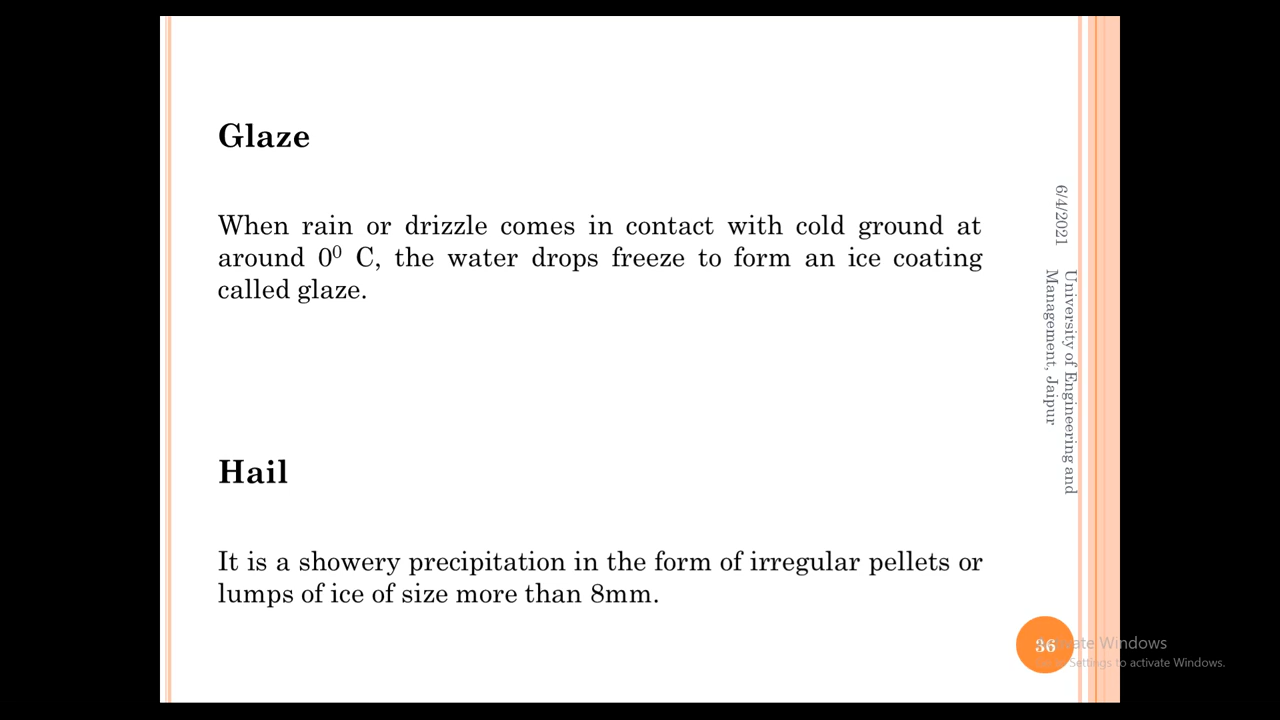 Glaze
When rain or drizzle comes in contact with cold ground at
around 0⁰ C, the water drops freeze to form an ice coating
called glaze.
Hail
It is a showery precipitation in the form of irregular pellets or
lumps of ice of size more than 8mm.
6/4/2021
University of Engineering and
Management, Jaipur
36
Windows
Settings to activate Windows.